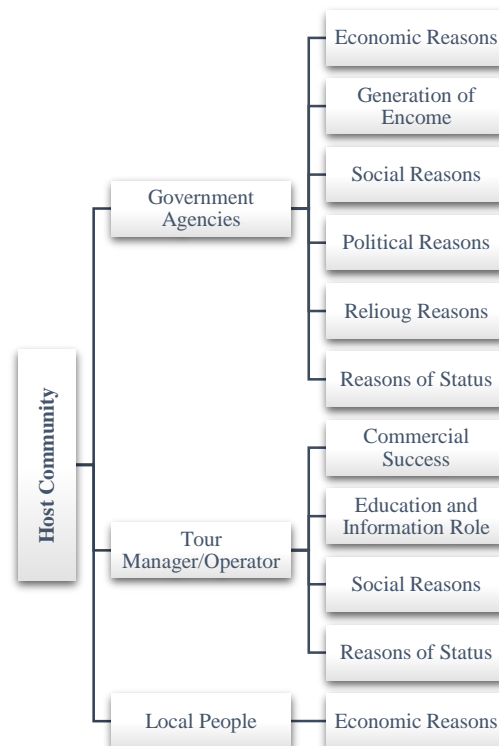 Host Community
Government
Agencies
Economic Reasons
Generation of
Encome
Social Reasons
Political Reasons
Relioug Reasons
Reasons of Status
Tour
Manager/Operator
Commercial
Success
Education and
Information Role
Social Reasons
Reasons of Status
Local People
Economic Reasons